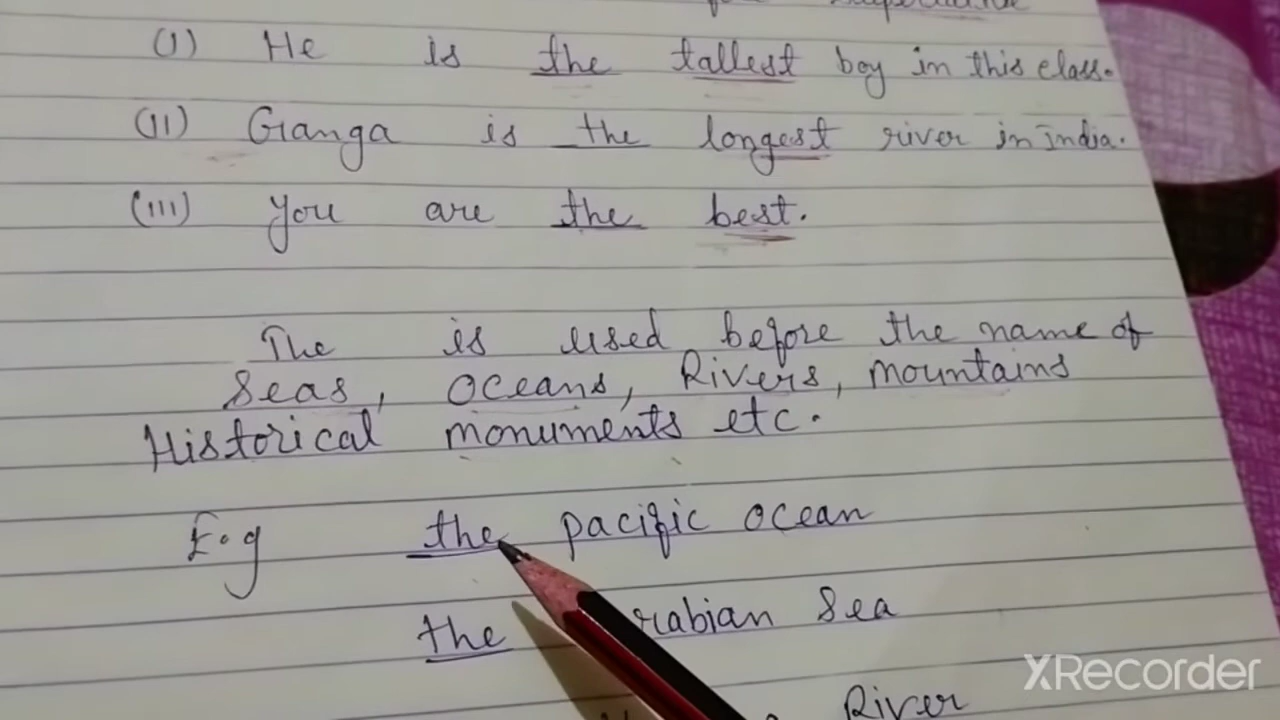 (I) He is the tallest boy in this class.
(II) Ganga is the longest river in india.
(III) You are the best.
The is used before the name of
Seas, Oceans, Rivers, mountains
Historical monuments etc.
E.g the pacific ocean
the rabian Sea
River
XRecorder